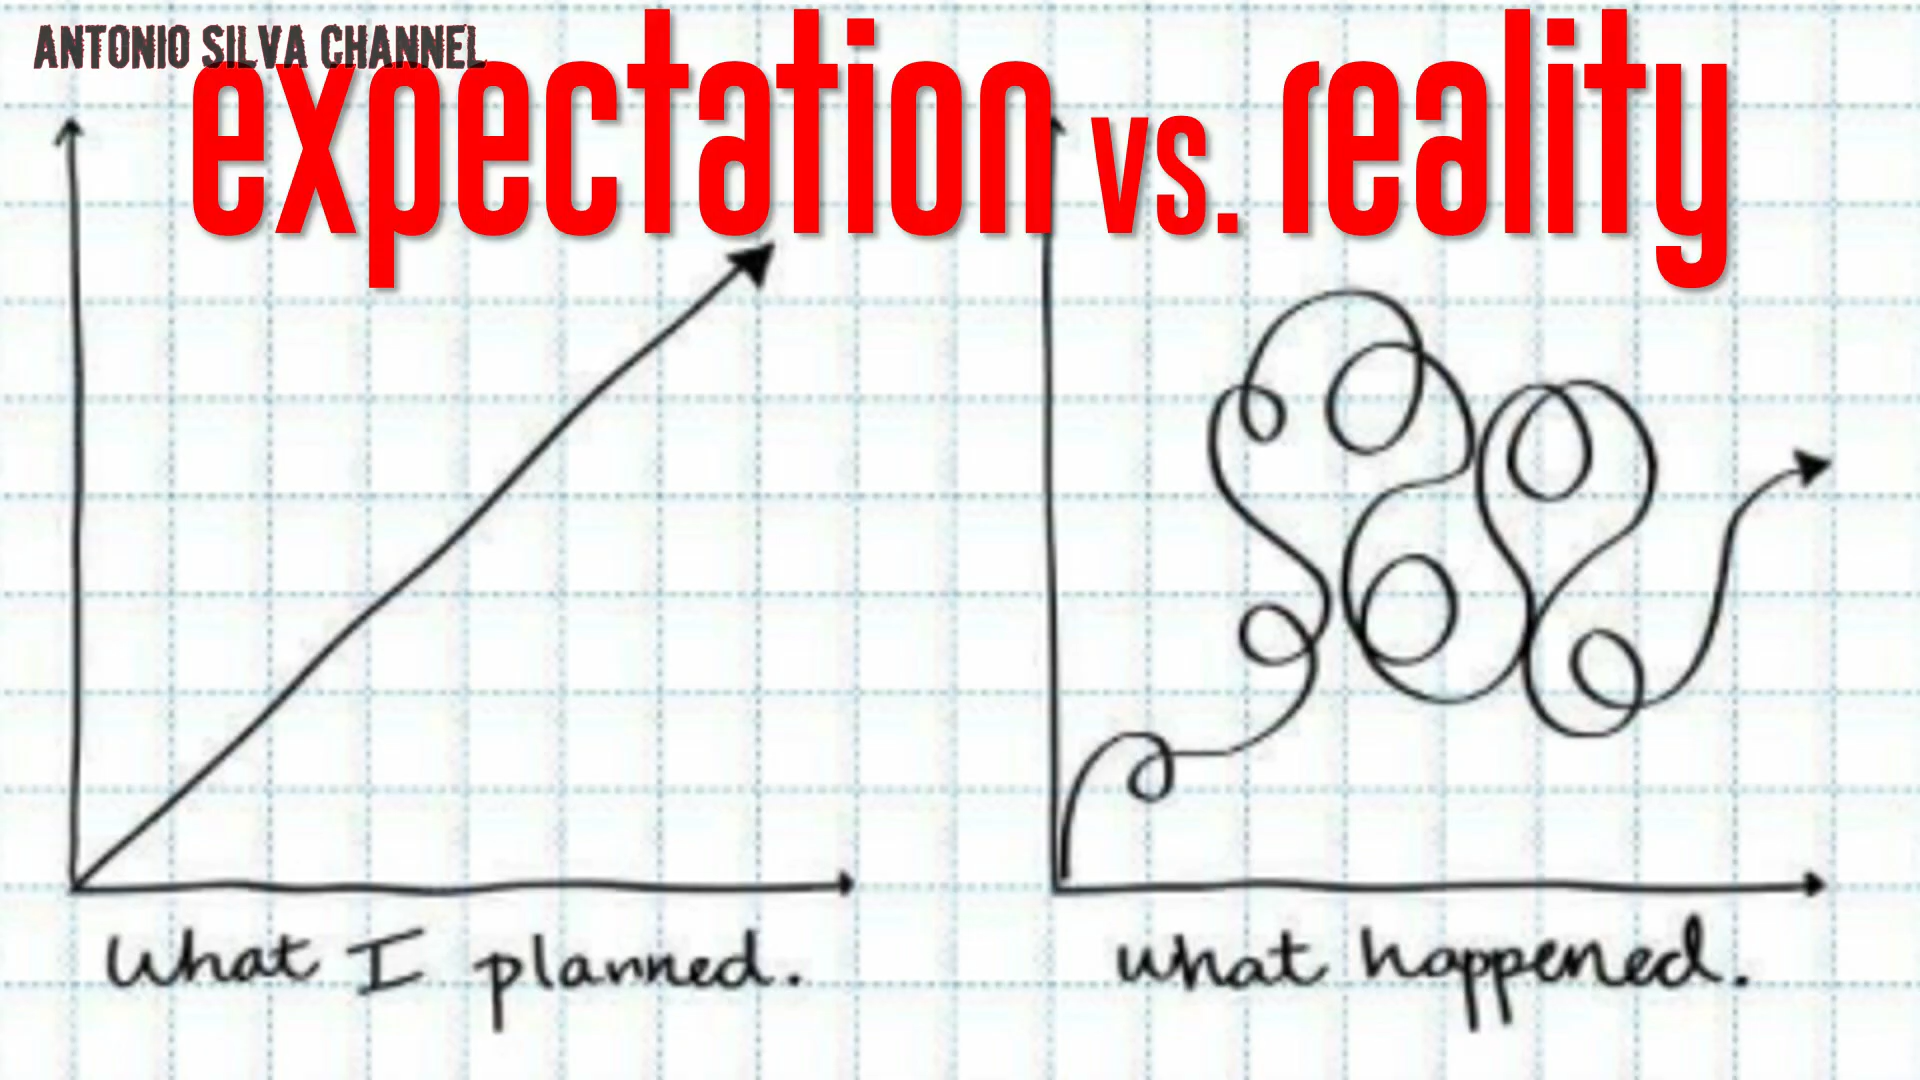 ANTONIO SILVA CHANNEL
expectation vs. reality
What I planned.
what happened.